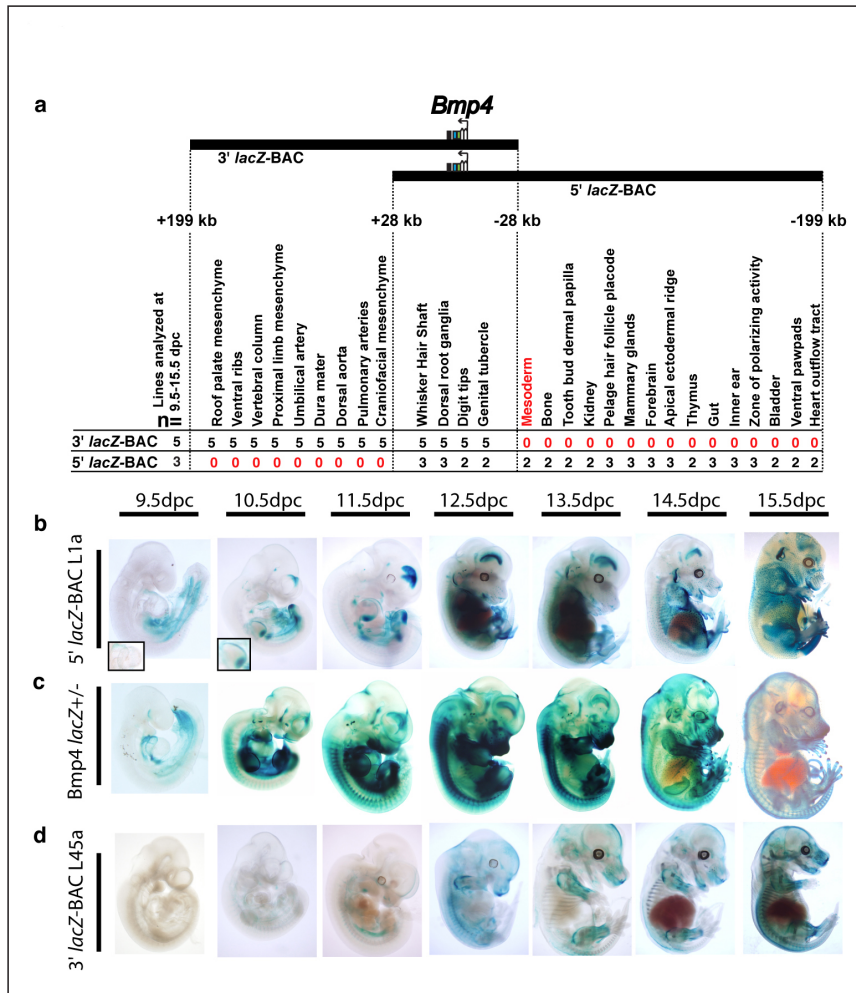 a
Bmp4
3' lacZ-BAC
5' lacZ-BAC
+199 kb
+28 kb
-28 kb
-199 kb
Lines analyzed at
n= 9.5-15.5 dpc
Roof palate mesenchyme
Ventral ribs
Vertebral column
Proximal limb mesenchyme
Umbilical artery
Dura mater
Dorsal aorta
Pulmonary arteries
Craniofacial mesenchyme
Whisker Hair Shaft
Dorsal root ganglia
Digit tips
Genital tubercle
Mesoderm
Bone
Tooth bud dermal papilla
Kidney
Pelage hair follicle placode
Mammary glands
Forebrain
Apical ectodermal ridge
Thymus
Gut
Inner ear
Zone of polarizing activity
Bladder
Ventral pawpads
Heart outflow tract
3' lacZ-BAC 5 5 5 5 5 5 5 5 5 5 5 5 5 5 0 0 0 0 0 0 0 0 0 0 0 0 0 0 0
5' lacZ-BAC 3 0 0 0 0 0 0 0 0 0 3 3 2 2 2 2 2 2 3 3 3 3 2 3 3 3 2 2 2
9.5dpc 10.5dpc 11.5dpc 12.5dpc 13.5dpc 14.5dpc 15.5dpc
b
5' lacZ-BAC L1a
c
Bmp4 lacZ+/-
d
3' lacZ-BAC L45a